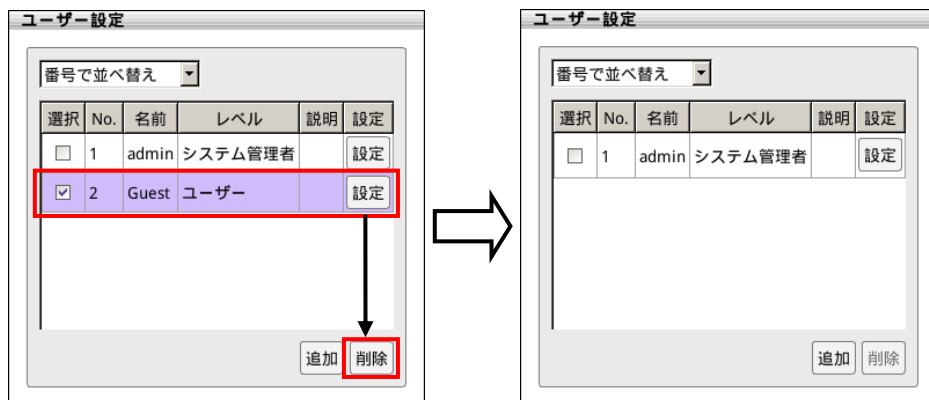 ユーザー設定
番号で並べ替え
選択 No. 名前 レベル 説明 設定
1 admin システム管理者 設定
2 Guest ユーザー 設定
追加 削除
ユーザー設定
番号で並べ替え
選択 No. 名前 レベル 説明 設定
1 admin システム管理者 設定
追加 削除